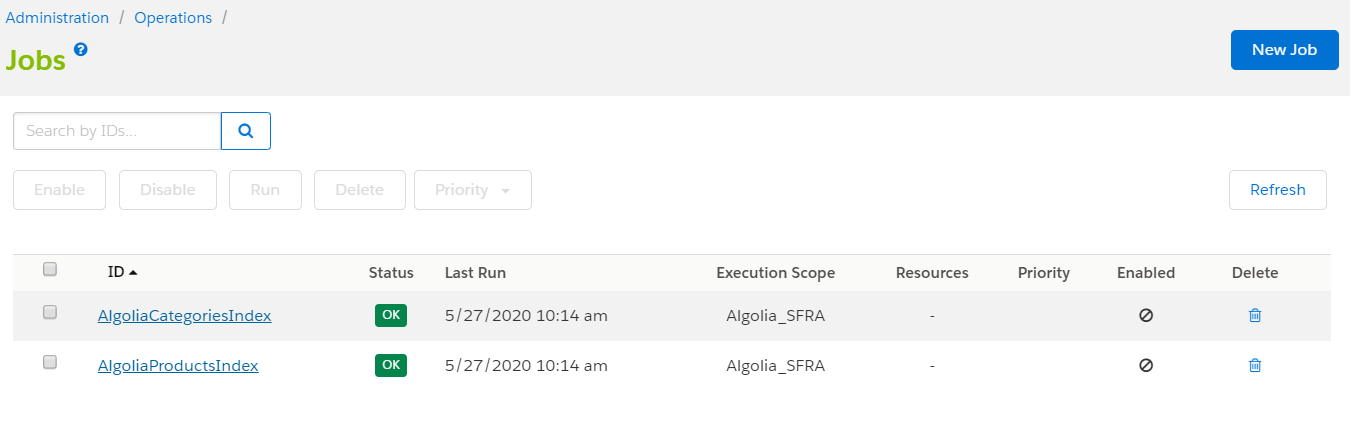 Administration / Operations /
Jobs ?
New Job
Search by IDs...
Enable Disable Run Delete Priority Refresh
ID Status Last Run Execution Scope Resources Priority Enabled Delete
AlgoliaCategoriesIndex OK 5/27/2020 10:14 am Algolia_SFRA -
AlgoliaProductsIndex OK 5/27/2020 10:14 am Algolia_SFRA -